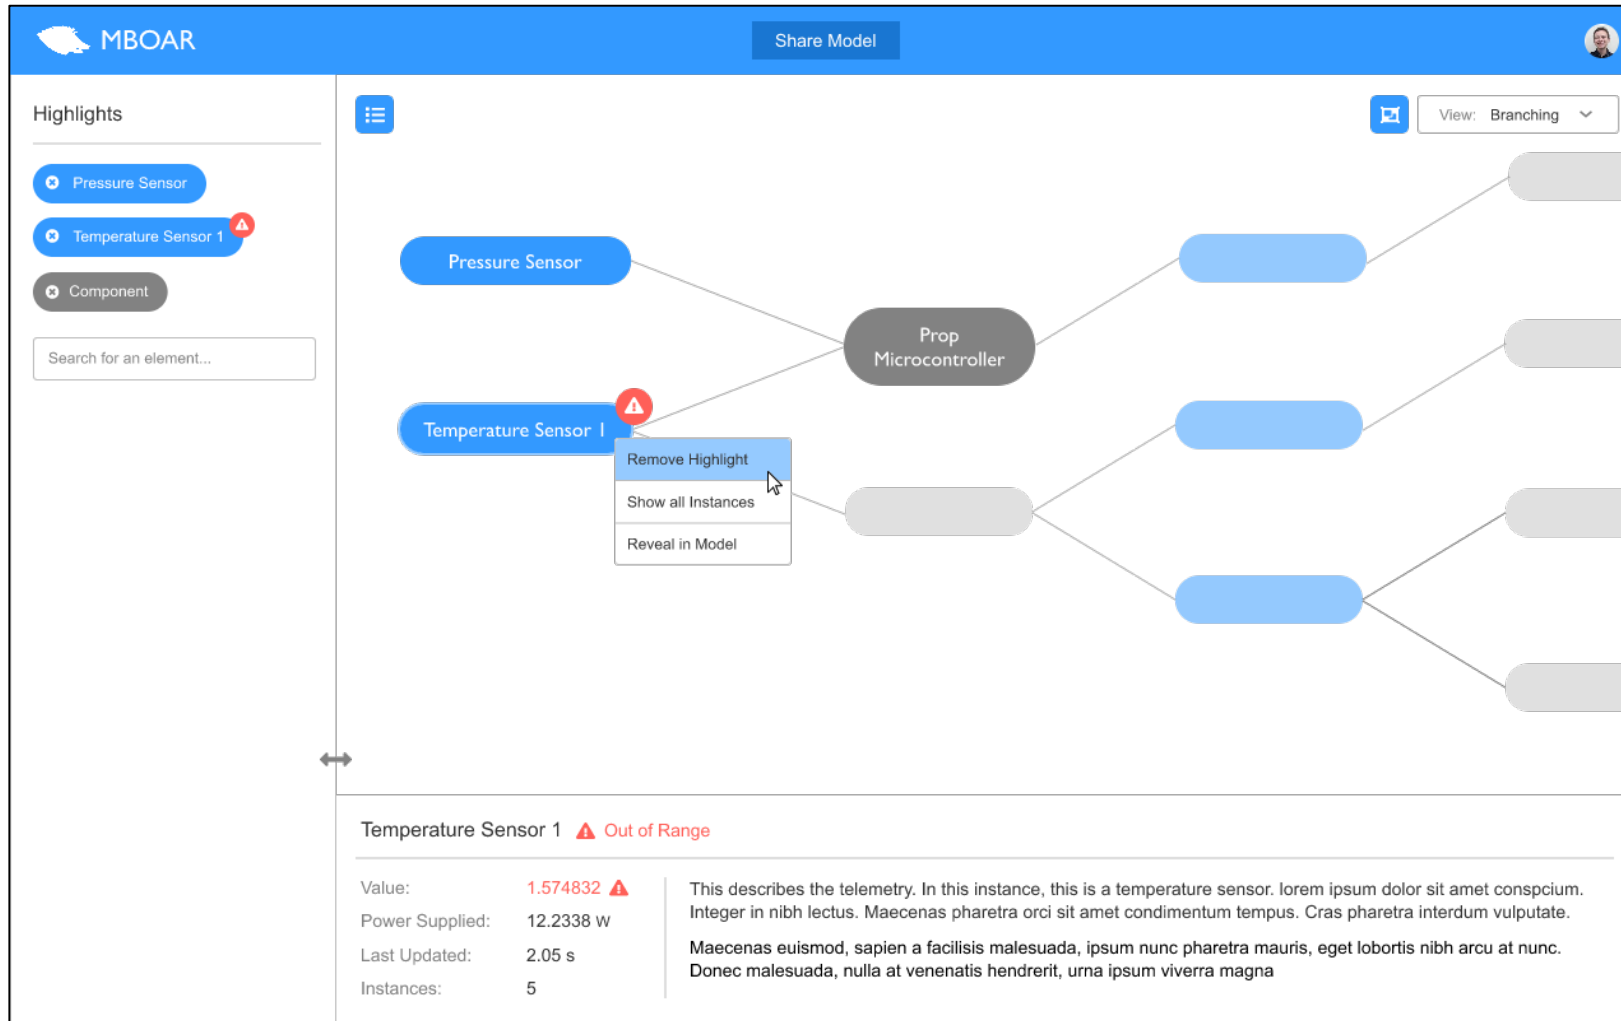 MBOAR
Share Model
Highlights
Pressure Sensor
Temperature Sensor 1
Component
Search for an element...
View: Branching
Pressure Sensor
Prop
Microcontroller
Temperature Sensor 1
Remove Highlight
Show all Instances
Reveal in Model
Temperature Sensor 1 Out of Range
Value: 1.574832
Power Supplied: 12.2338 W
Last Updated: 2.05 s
Instances: 5
This describes the telemetry. In this instance, this is a temperature sensor. lorem ipsum dolor sit amet conspcium.
Integer in nibh lectus. Maecenas pharetra orci sit amet condimentum tempus. Cras pharetra interdum vulputate.
Maecenas euismod, sapien a facilisis malesuada, ipsum nunc pharetra mauris, eget lobortis nibh arcu at nunc.
Donec malesuada, nulla at venenatis hendrerit, urna ipsum viverra magna